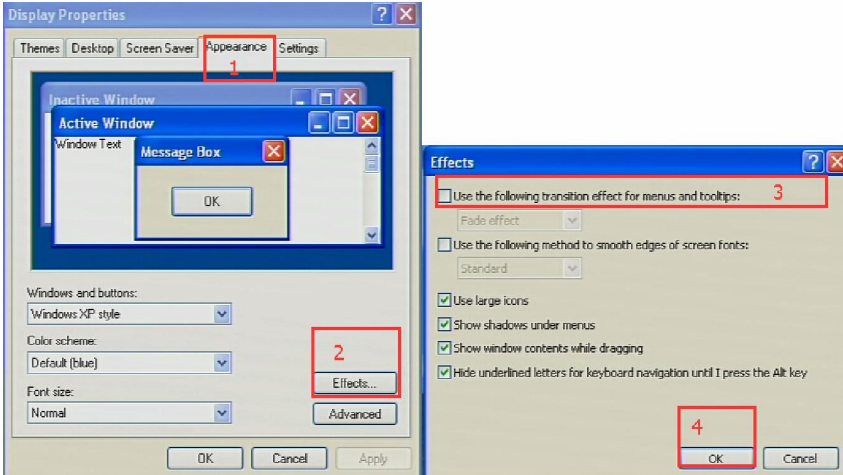 Display Properties
Themes Desktop Screen Saver Appearance Settings
1
Inactive Window
Active Window
Window Text
Message Box
OK
Windows and buttons:
Windows XP style
Color scheme:
Default (blue)
2
Effects...
Font size:
Normal
Advanced
OK Cancel Apply
Effects
Use the following transition effect for menus and tooltips: 3
Fade effect
Use the following method to smooth edges of screen fonts:
Standard
Use large icons
Show shadows under menus
Show window contents while dragging
Hide underlined letters for keyboard navigation until I press the Alt key
4
OK Cancel